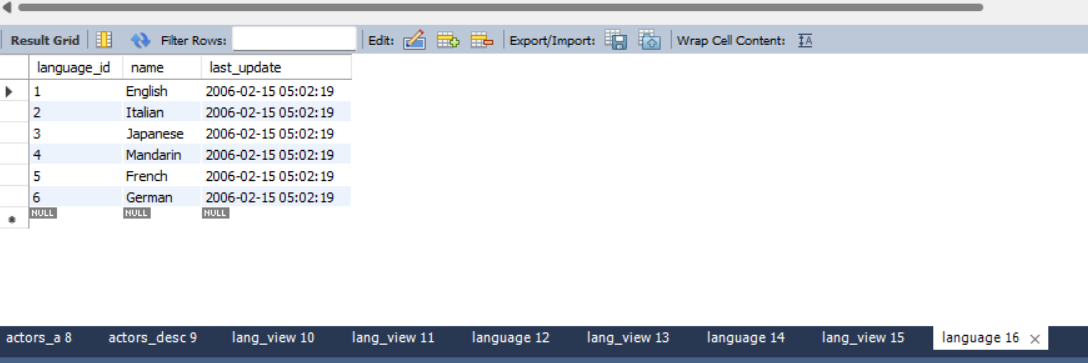 Result Grid Filter Rows: Edit: Export/Import: Wrap Cell Content: IA
language_id name last_update
1 English 2006-02-15 05:02:19
2 Italian 2006-02-15 05:02:19
3 Japanese 2006-02-15 05:02:19
4 Mandarin 2006-02-15 05:02:19
5 French 2006-02-15 05:02:19
6 German 2006-02-15 05:02:19
NULL NULL NULL
actors_a 8 actors_desc 9 lang_view 10 lang_view 11 language 12 lang_view 13 language 14 lang_view 15 language 16